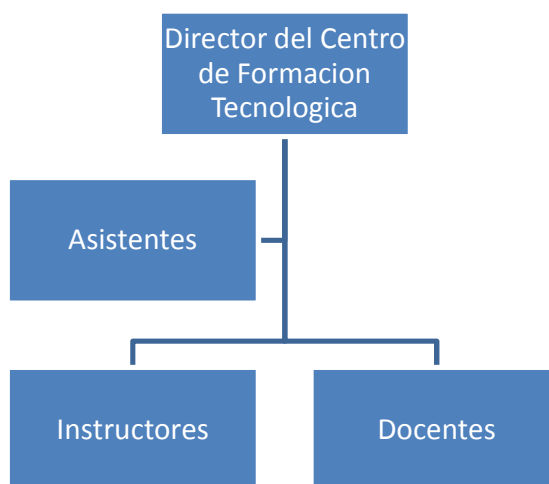 Director del Centro
de Formacion
Tecnologica
Asistentes
Instructores
Docentes